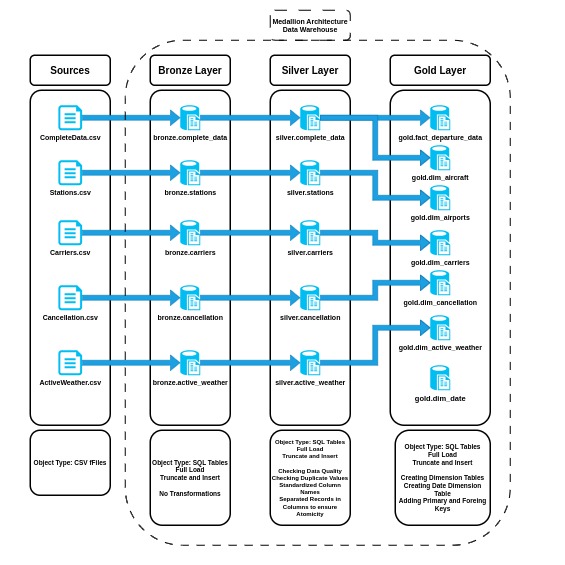 Medallion Architecture
Data Warehouse
Sources
Bronze Layer
Silver Layer
Gold Layer
CompleteData.csv
bronze.complete_data
silver.complete_data
gold.fact_departure_data
gold.dim_aircraft
Stations.csv
bronze.stations
silver.stations
gold.dim_airports
Carriers.csv
bronze.carriers
silver.carriers
gold.dim_carriers
gold.dim_cancellation
Cancellation.csv
bronze.cancellation
silver.cancellation
gold.dim_active_weather
ActiveWeather.csv
bronze.active_weather
silver.active_weather
gold.dim_date
Object Type: CSV fFiles
Object Type: SQL Tables
Full Load
Truncate and Insert
No Transformations
Object Type: SQL Tables
Full Load
Truncate and Insert
Checking Data Quality
Checking Duplicate Values
Standardized Column
Names
Separated Records in
Columns to ensure
Atomicity
Object Type: SQL Tables
Full Load
Truncate and Insert
Creating Dimension Tables
Creating Date Dimension
Table
Adding Primary and Foreing
Keys